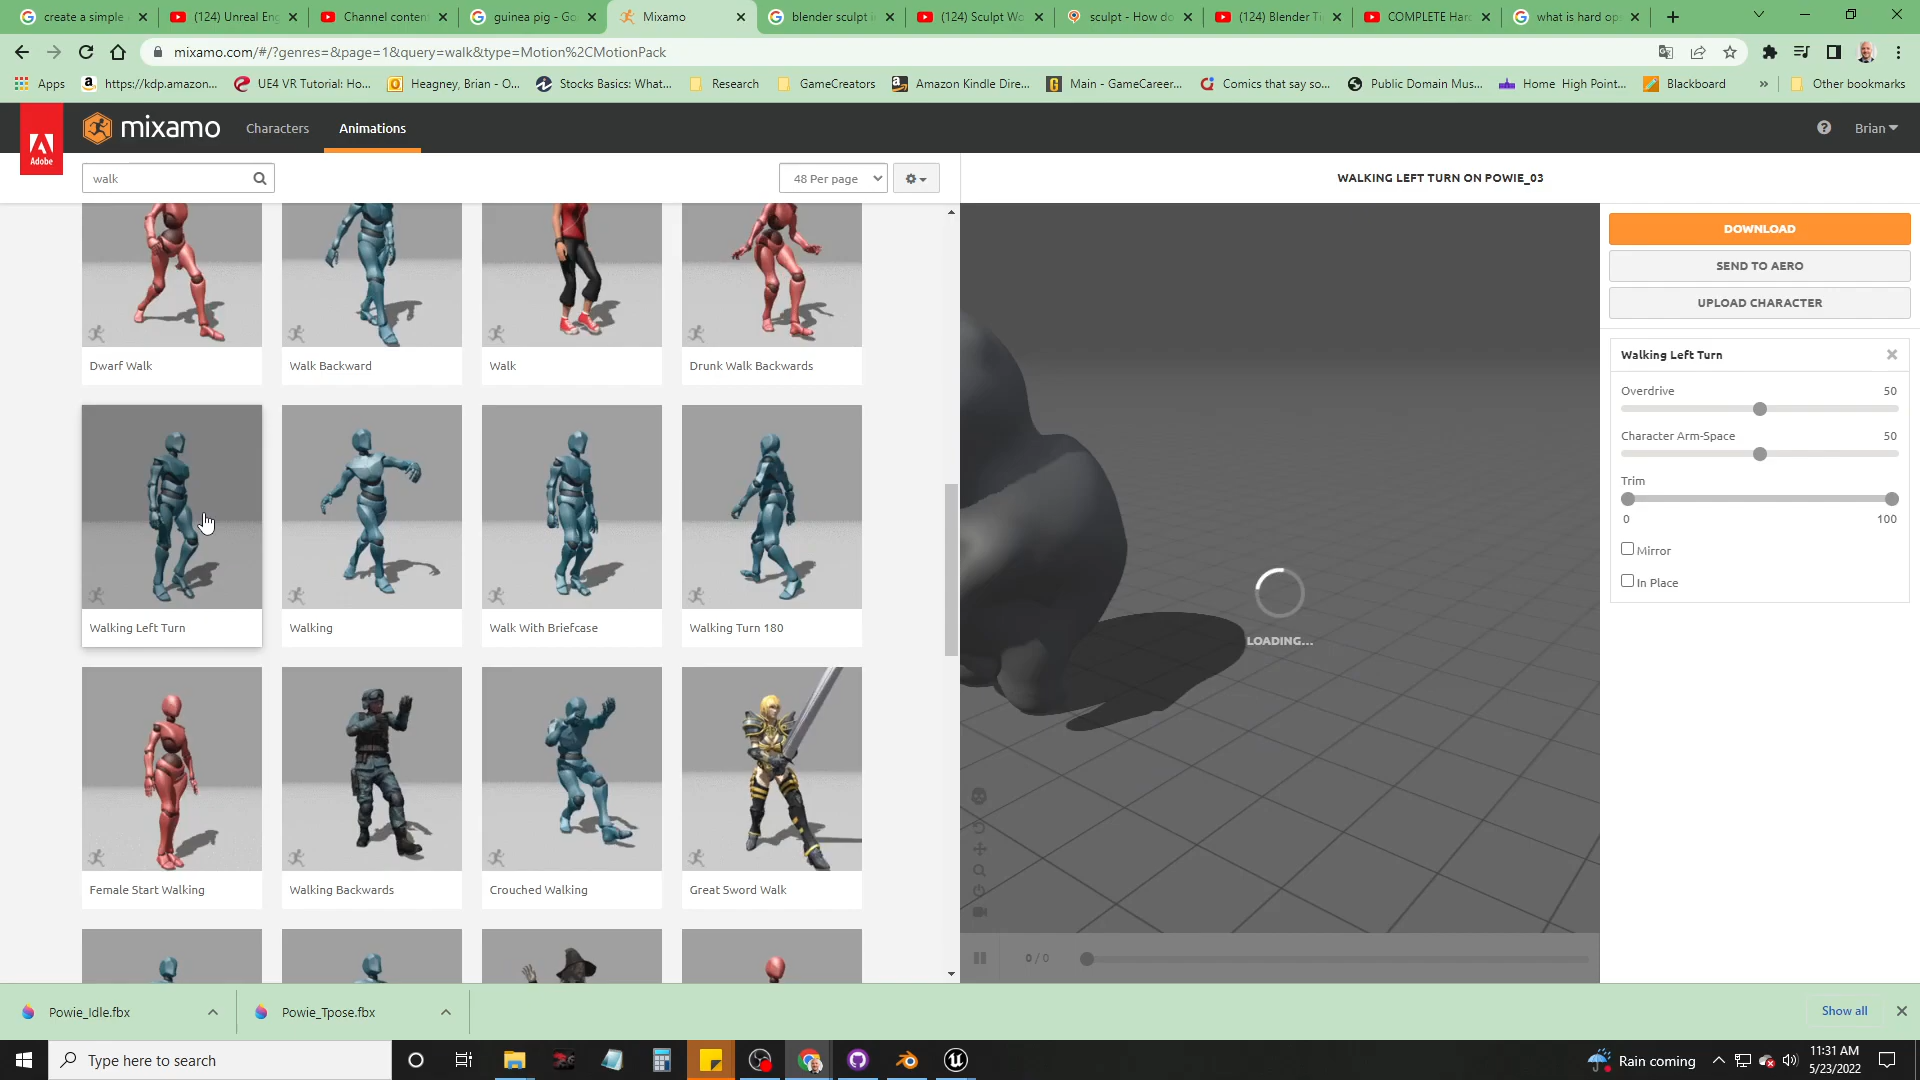 create a simple
(124) Unreal Eng
Channel content
guinea pig - Go
Mixamo
blender sculpt i
(124) Sculpt Wo
sculpt - How do
(124) Blender Ti
COMPLETE Har
what is hard op
mixamo.com/#/?genres=&page=1&query=walk&type=Motion%2CMotionPack
Apps
https://kdp.amazon...
UE4 VR Tutorial: Ho...
Heagney, Brian - O...
Stocks Basics: What...
Research
GameCreators
Amazon Kindle Dire...
Main - GameCareer...
Comics that say so...
Public Domain Mus...
Home High Point...
Blackboard
»
Other bookmarks
Adobe
mixamo
Characters
Animations
Brian
walk
48 Per page
WALKING LEFT TURN ON POWIE_03
DOWNLOAD
SEND TO AERO
UPLOAD CHARACTER
Dwarf Walk
Walk Backward
Walk
Drunk Walk Backwards
Walking Left Turn
Overdrive 50
Character Arm-Space 50
Trim
0 100
Mirror
In Place
Walking Left Turn
Walking
Walk With Briefcase
Walking Turn 180
LOADING...
Female Start Walking
Walking Backwards
Crouched Walking
Great Sword Walk
0 / 0
Powie_Idle.fbx
Powie_Tpose.fbx
Show all
Type here to search
Rain coming
11:31 AM
5/23/2022